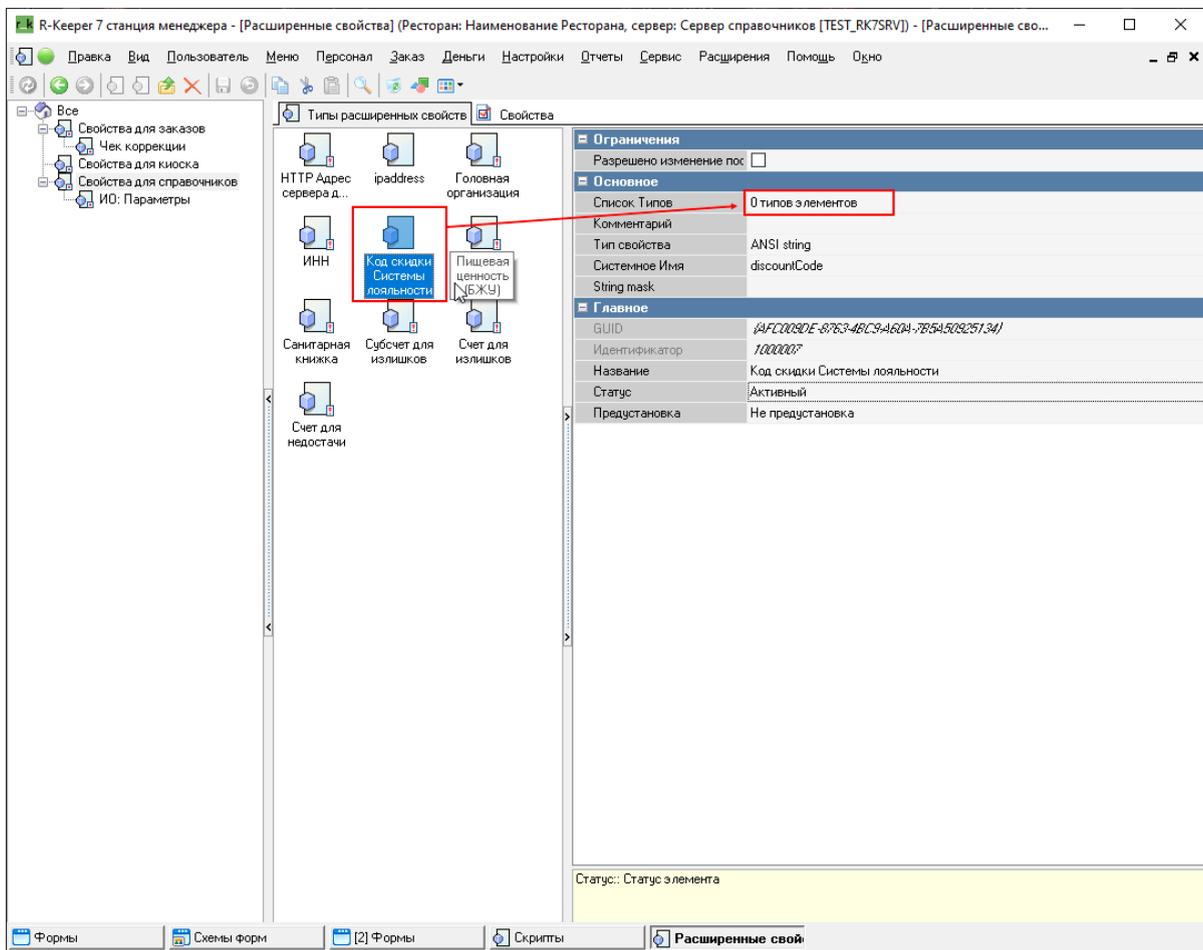 R-Keeper 7 станция менеджера - [Расширенные свойства] (Ресторан: Наименование Ресторана, сервер: Сервер справочников [TEST_RK7SRV]) - [Расширенные сво...
Правка Вид Пользователь Меню Персонал Заказ Деньги Настройки Отчеты Сервис Расширения Помощь Окно
Все
Свойства для заказов
Чек коррекции
Свойства для киоска
Свойства для справочников
ИО: Параметры
Типы расширенных свойств Свойства
HTTP Адрес
сервера д...
ipaddress
Головная
организация
ИНН
Код скидки
Системы
лояльности
Пищевая
ценность
(БЖУ)
Санитарная
книжка
Субсчет для
излишков
Счет для
излишков
Счет для
недостачи
Ограничения
Разрешено изменение пос
Основное
Список Типов 0 типов элементов
Комментарий
Тип свойства ANSI string
Системное Имя discountCode
String mask
Главное
GUID {AFC009DE-8763-4BC9-A60A-7B5A50925134}
Идентификатор 1000007
Название Код скидки Системы лояльности
Статус Активный
Предустановка Не предустановка
Статус:: Статус элемента
Формы Схемы форм [2] Формы Скрипты Расширенные свой